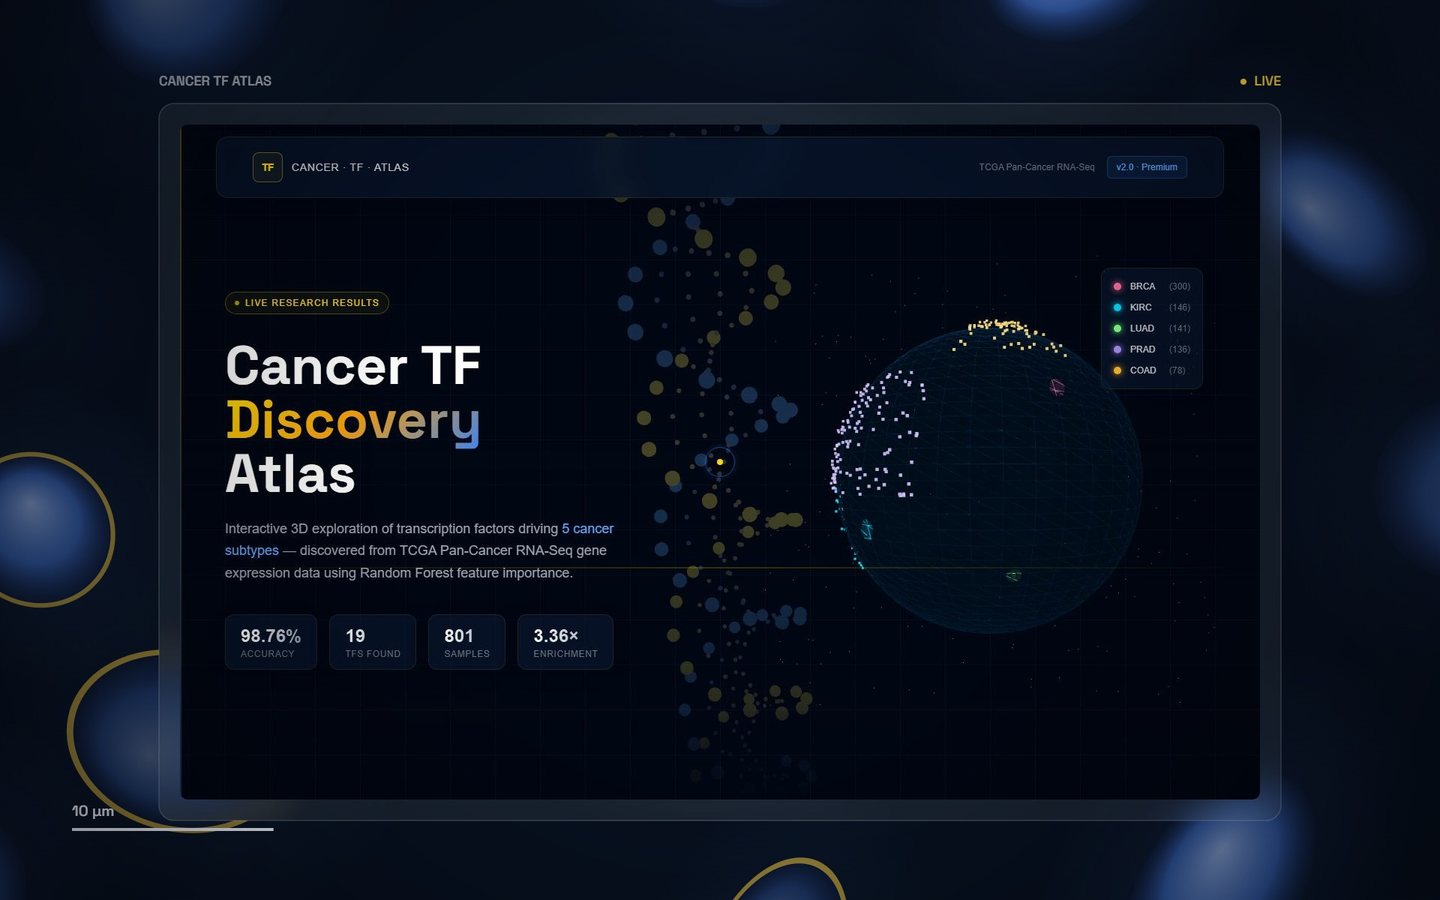 CANCER TF ATLAS
LIVE
TF
CANCER · TF · ATLAS
TCGA Pan-Cancer RNA-Seq
v2.0 · Premium
LIVE RESEARCH RESULTS
Cancer TF
Discovery
Atlas
Interactive 3D exploration of transcription factors driving 5 cancer
subtypes — discovered from TCGA Pan-Cancer RNA-Seq gene
expression data using Random Forest feature importance.
98.76%
ACCURACY
19
TFS FOUND
801
SAMPLES
3.36×
ENRICHMENT
BRCA (300)
KIRC (146)
LUAD (141)
PRAD (136)
COAD (78)
10 µm